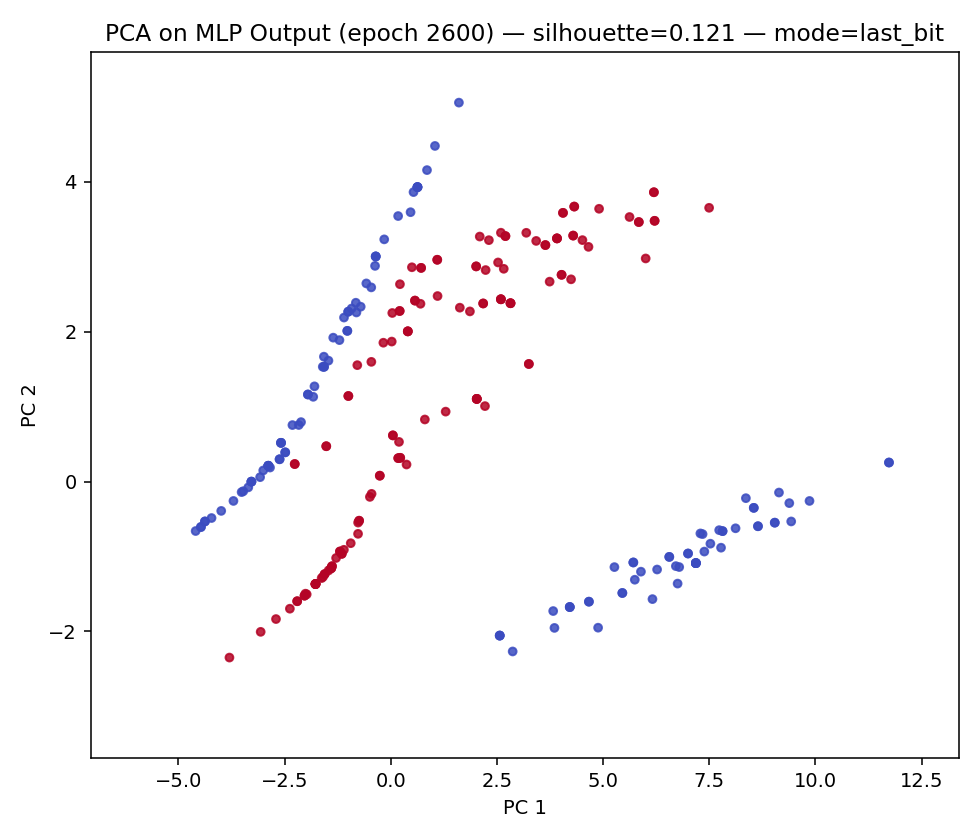 PCA on MLP Output (epoch 2600) — silhouette=0.121 — mode=last_bit
4
2
0
−2
PC 2
−5.0 −2.5 0.0 2.5 5.0 7.5 10.0 12.5
PC 1